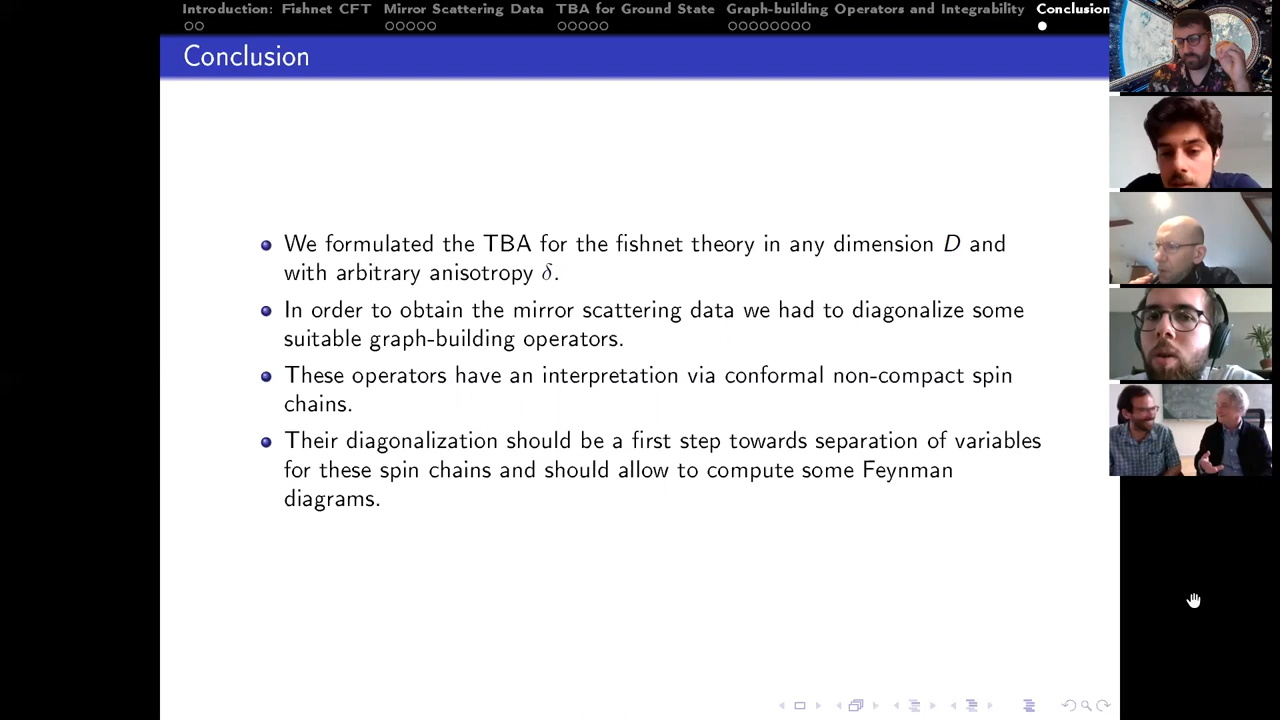 Introduction: Fishnet CFT Mirror Scattering Data TBA for Ground State Graph-building Operators and Integrability Conclusion
Conclusion
We formulated the TBA for the fishnet theory in any dimension D and
with arbitrary anisotropy δ.
In order to obtain the mirror scattering data we had to diagonalize some
suitable graph-building operators.
These operators have an interpretation via conformal non-compact spin
chains.
Their diagonalization should be a first step towards separation of variables
for these spin chains and should allow to compute some Feynman
diagrams.